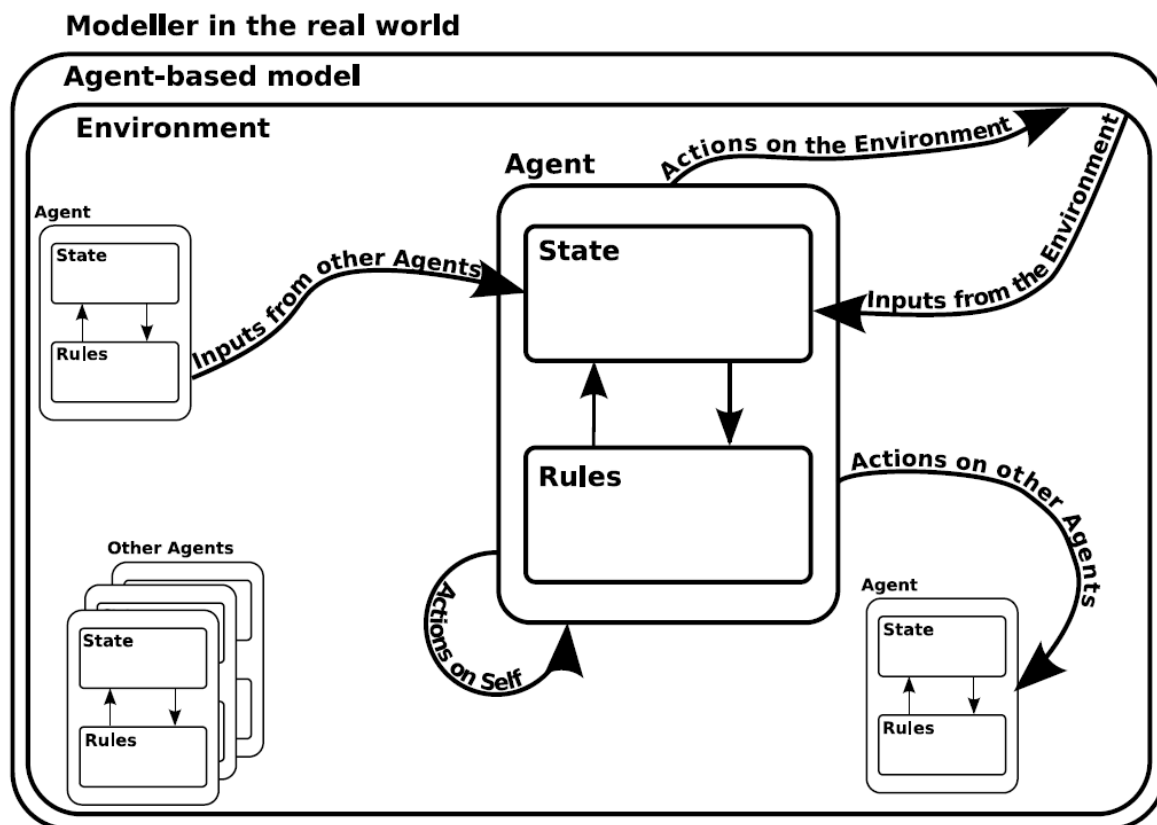 Modeller in the real world
Agent-based model
Environment
Actions on the Environment
Inputs from the Environment
Agent
State
Rules
Agent
State
Rules
Inputs from other Agents
Actions on other Agents
Actions on Self
Other Agents
State
Rules
Agent
State
Rules